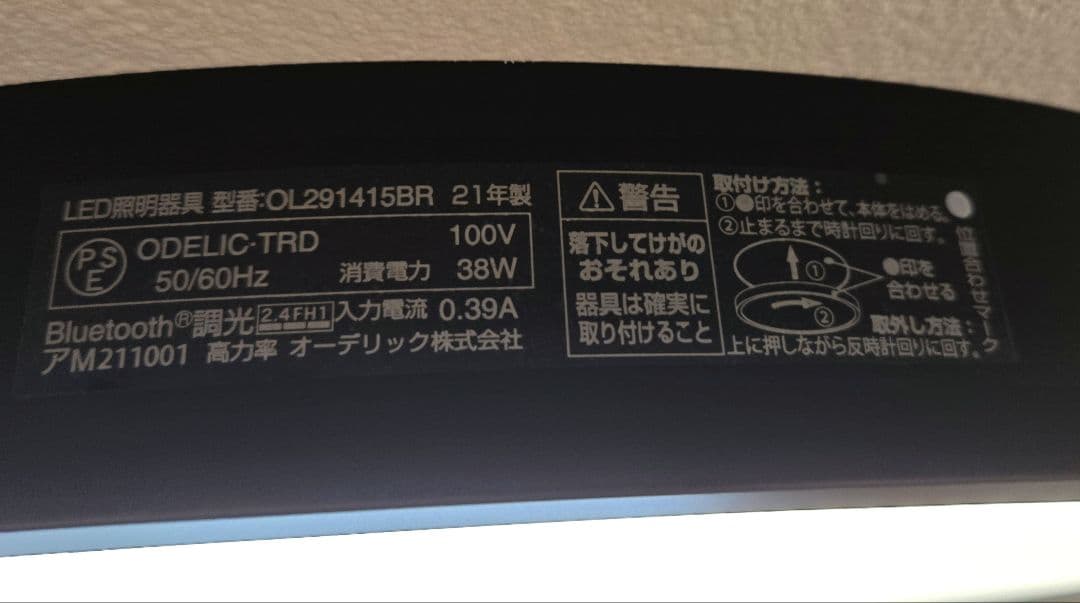 LED照明器具 型番:OL291415BR 21年製
PSE ODELIC-TRD 100V
50/60Hz 消費電力 38W
Bluetooth®調光 2.4FH1 入力電流 0.39A
アM211001 高力率 オーデリック株式会社
⚠警告
落下してけがの
おそれあり
器具は確実に
取り付けること
取付け方法:
①●印を合わせて、本体をはめる。
②止まるまで時計回りに回す。
①
②
●印を
合わせる
取外し方法:
上に押しながら反時計回りに回す。
位置合わせマーク